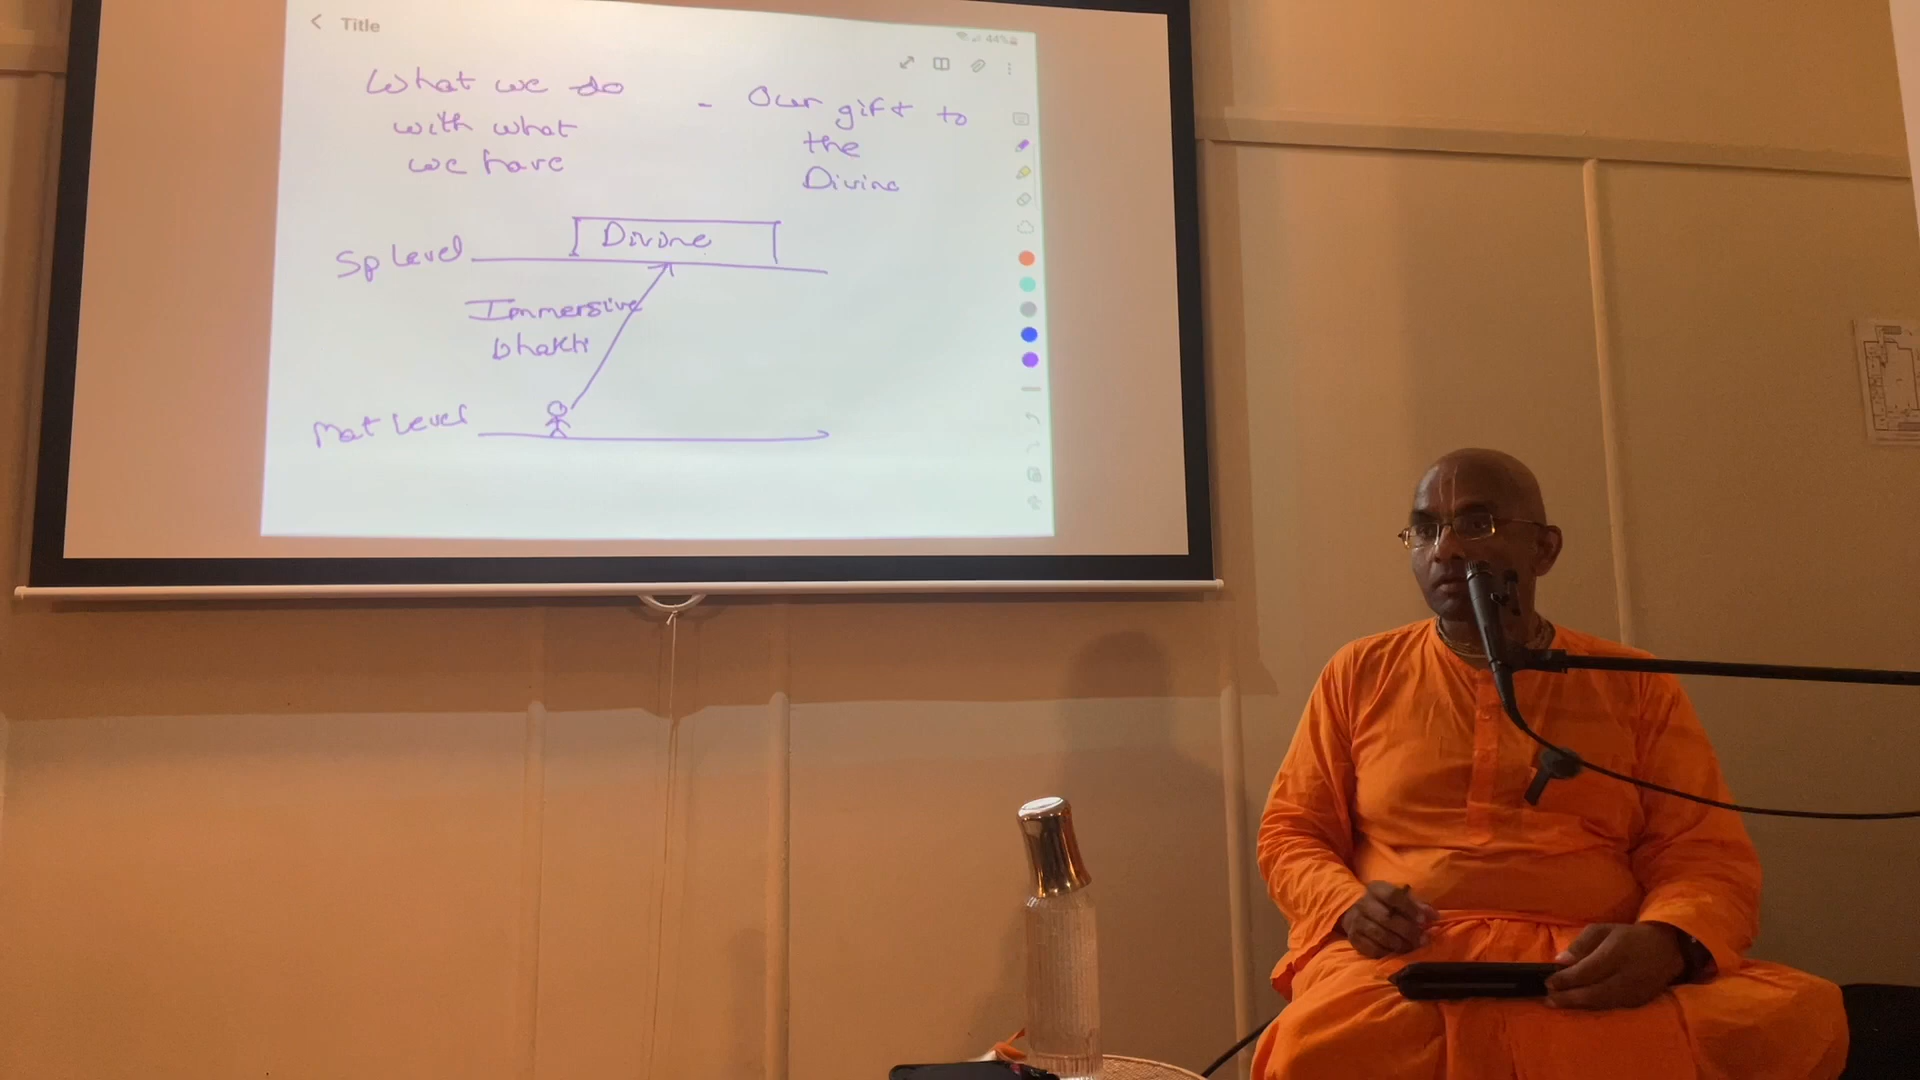 Title
44%
What we do
with what
we have
- Our gift to
the
Divine
Sp Level
Divine
Immersive
bhakti
Mat Level